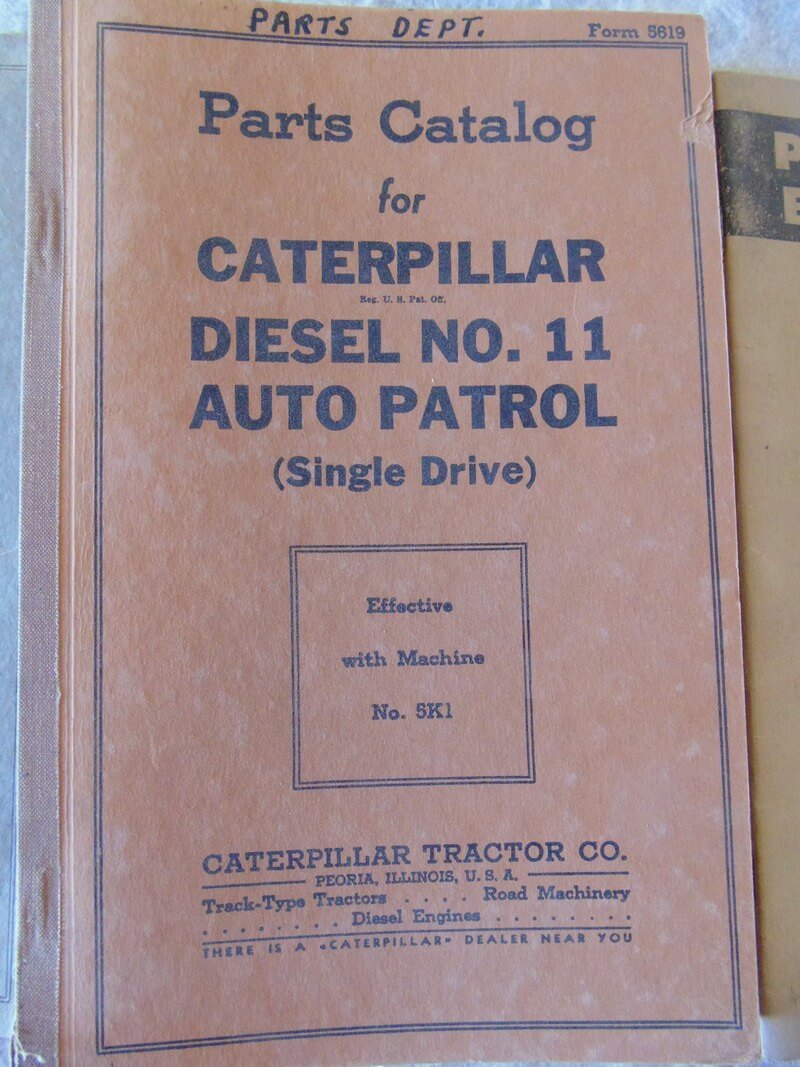 PARTS DEPT.
Form 5619
Parts Catalog
for
CATERPILLAR
Reg. U. S. Pat. Off.
DIESEL NO. 11
AUTO PATROL
(Single Drive)
Effective
with Machine
No. 5K1
CATERPILLAR TRACTOR CO.
PEORIA, ILLINOIS, U. S. A.
Track-Type Tractors . . . . Road Machinery
. . . . . . . . Diesel Engines . . . . . . . .
THERE IS A "CATERPILLAR" DEALER NEAR YOU
P
E